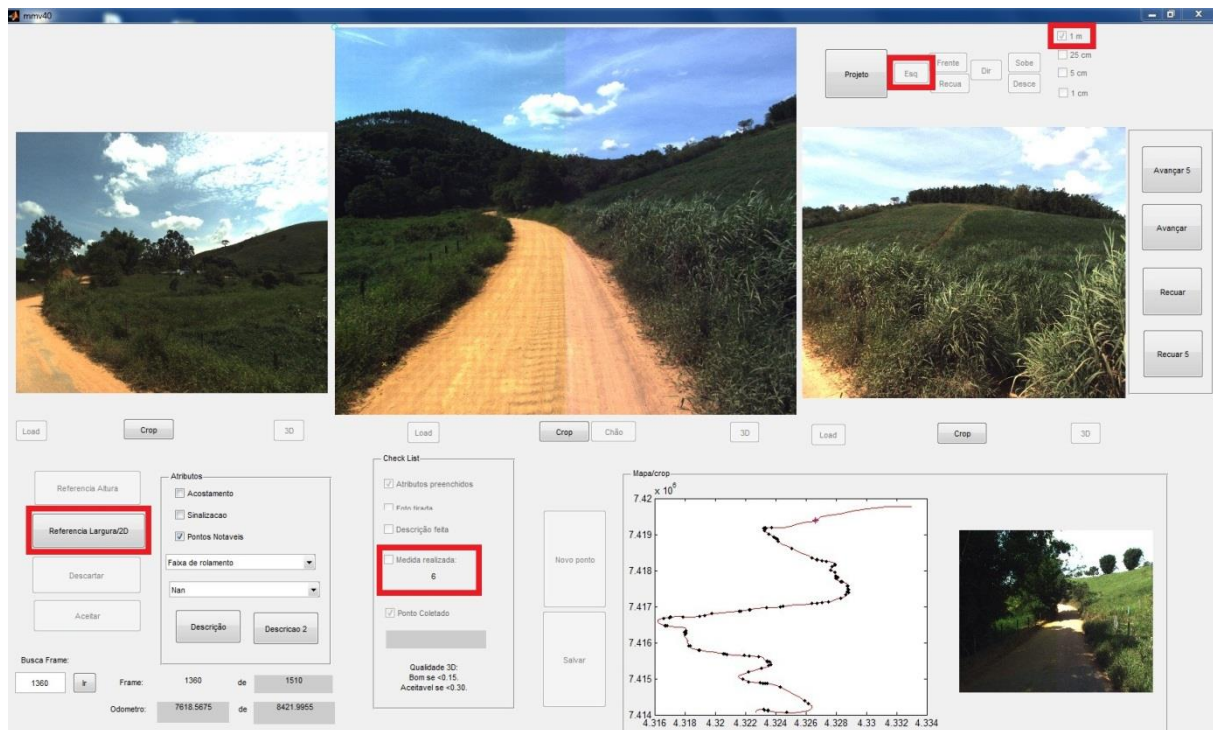 mmv40
Projeto
Esq
Frente
Recua
Dir
Sobe
Desce
1 m
25 cm
5 cm
1 cm
Avançar 5
Avançar
Recuar
Recuar 5
Load
Crop
3D
Load
Crop
Chão
3D
Load
Crop
3D
Referencia Altura
Referencia Largura/2D
Descartar
Aceitar
Busca Frame:
1360
Ir
Frame:
1360
de
1510
Odometro:
7618.5675
de
8421.9955
Atributos
Acostamento
Sinalizacao
Pontos Notaveis
Faixa de rolamento
Nan
Descrição
Descricao 2
Check List
Atributos preenchidos
Descrição feita
Medida realizada:
6
Ponto Coletado
Qualidade 3D:
Bom se <0.15.
Aceitavel se <0.30.
Novo ponto
Salvar
Mapa/crop
x 10⁶
7.42
7.419
7.418
7.417
7.416
7.415
7.414
4.316 4.318 4.32 4.322 4.324 4.326 4.328 4.33 4.332 4.334